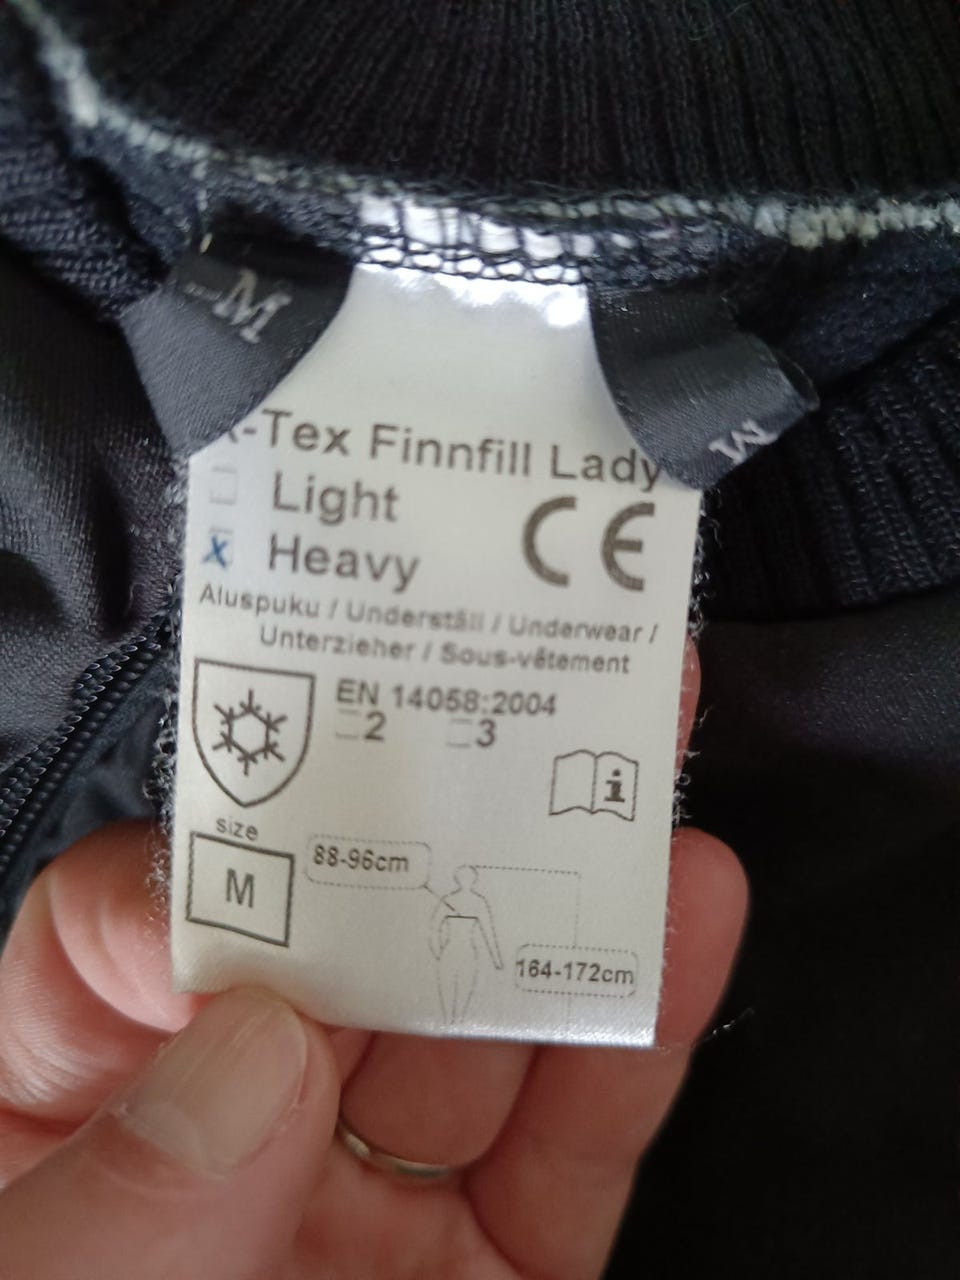 M
M
-Tex Finnfill Lady
Light
X Heavy
CE
Aluspuku / Underställ / Underwear /
Unterzieher / Sous-vêtement
EN 14058:2004
2 3
i
size
M
88-96cm
164-172cm